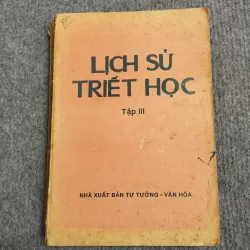 LỊCH SỬ
TRIẾT HỌC
Tập III
NHÀ XUẤT BẢN TƯ TƯỞNG - VĂN HÓA